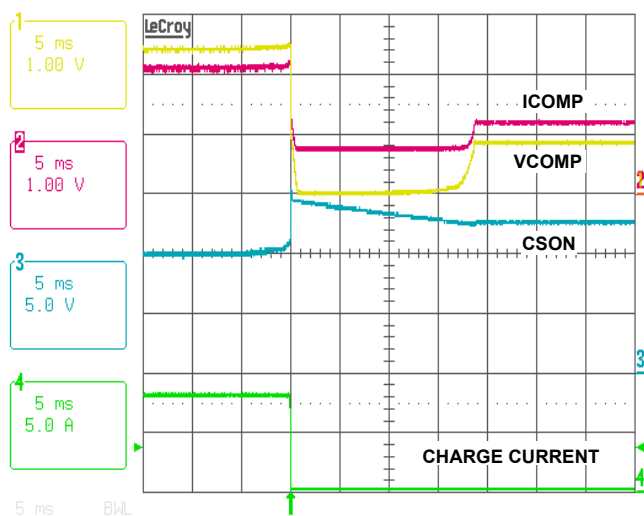 1
5 ms
1.00 V
LeCroy
2
5 ms
1.00 V
ICOMP
VCOMP
2
CSON
3
5 ms
5.0 V
3
4
5 ms
5.0 A
CHARGE CURRENT
4
5 ms BWL